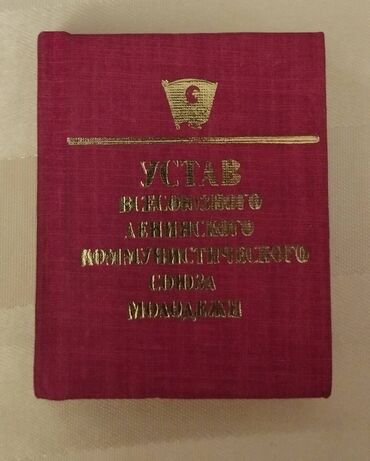 УСТАВ
ВСЕСОЮЗНОГО
ЛЕНИНСКОГО
КОММУНИСТИЧЕСКОГО
СОЮЗА
МОЛОДЕЖИ